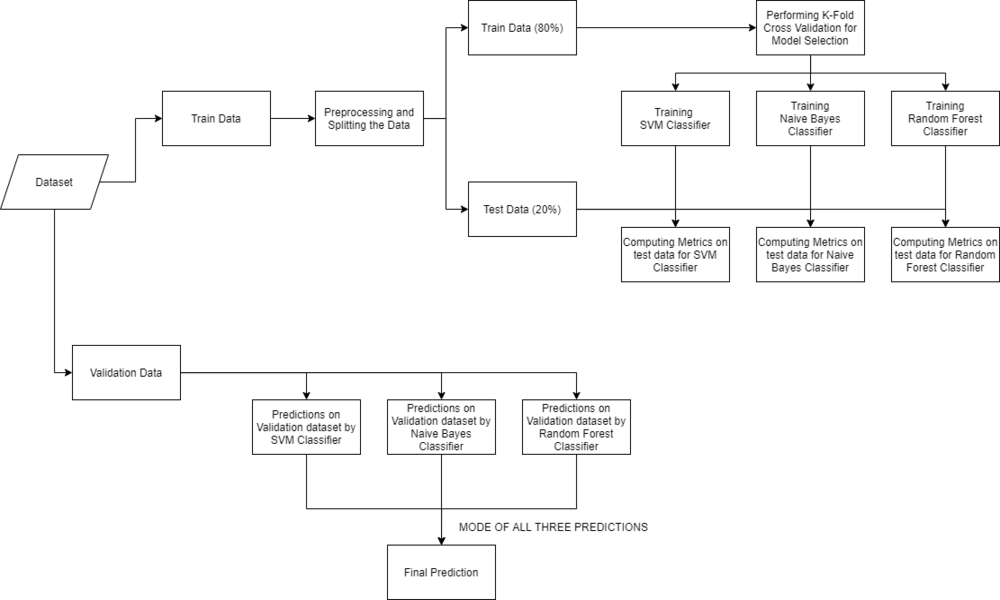 Train Data (80%)
Performing K-Fold
Cross Validation for
Model Selection
Train Data
Preprocessing and
Splitting the Data
Training
SVM Classifier
Training
Naive Bayes
Classifier
Training
Random Forest
Classifier
Dataset
Test Data (20%)
Computing Metrics on
test data for SVM
Classifier
Computing Metrics on
test data for Naive
Bayes Classifier
Computing Metrics on
test data for Random
Forest Classifier
Validation Data
Predictions on
Validation dataset by
SVM Classifier
Predictions on
Validation dataset by
Naive Bayes
Classifier
Predictions on
Validation dataset by
Random Forest
Classifier
MODE OF ALL THREE PREDICTIONS
Final Prediction